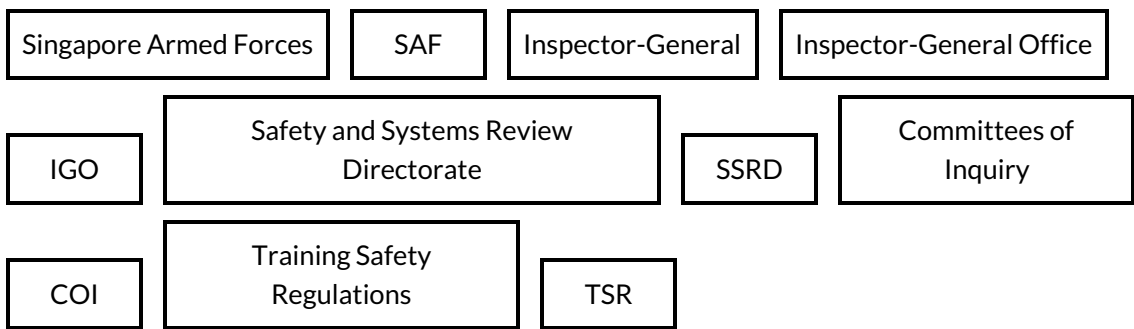 Singapore Armed Forces
SAF
Inspector-General
Inspector-General Office
IGO
Safety and Systems Review
Directorate
SSRD
Committees of
Inquiry
COI
Training Safety
Regulations
TSR